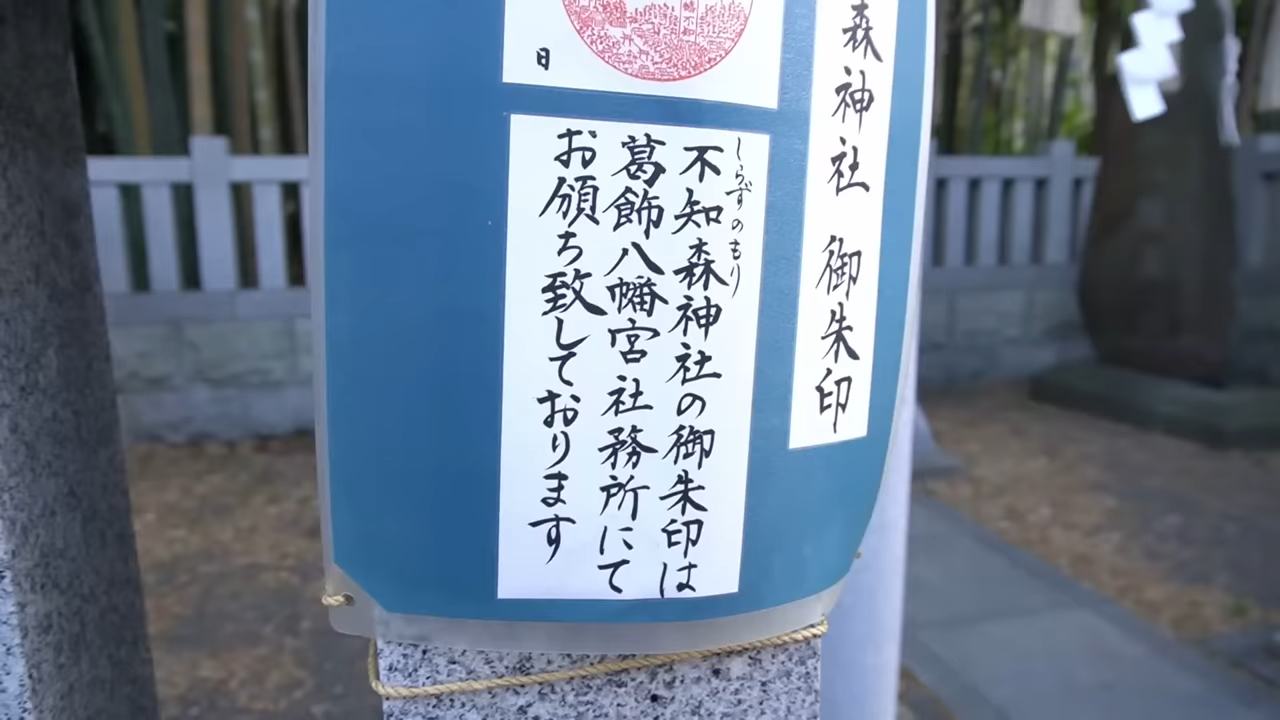 森神社 御朱印
日
しらずのもり
不知森神社の御朱印は
葛飾八幡宮社務所にて
お頒ち致しております